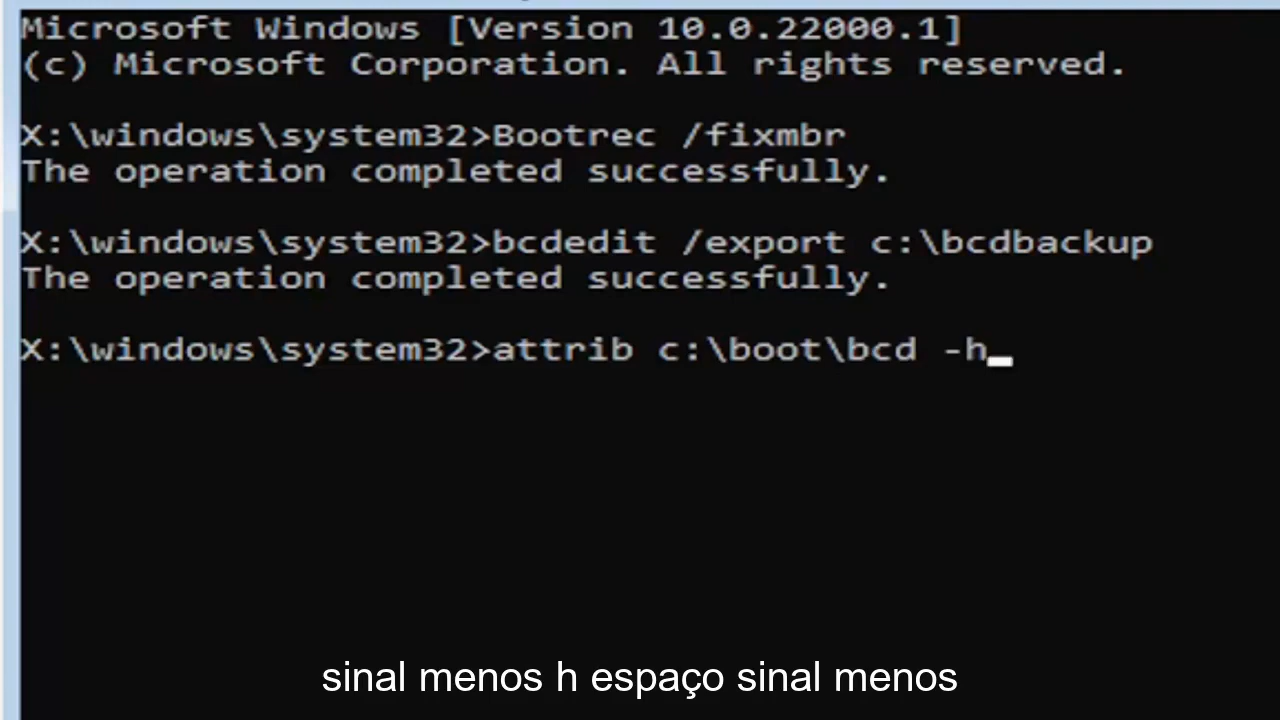 Microsoft Windows [Version 10.0.22000.1]
(c) Microsoft Corporation. All rights reserved.
X:\windows\system32>Bootrec /fixmbr
The operation completed successfully.
X:\windows\system32>bcdedit /export c:\bcdbackup
The operation completed successfully.
X:\windows\system32>attrib c:\boot\bcd -h
sinal menos h espaço sinal menos